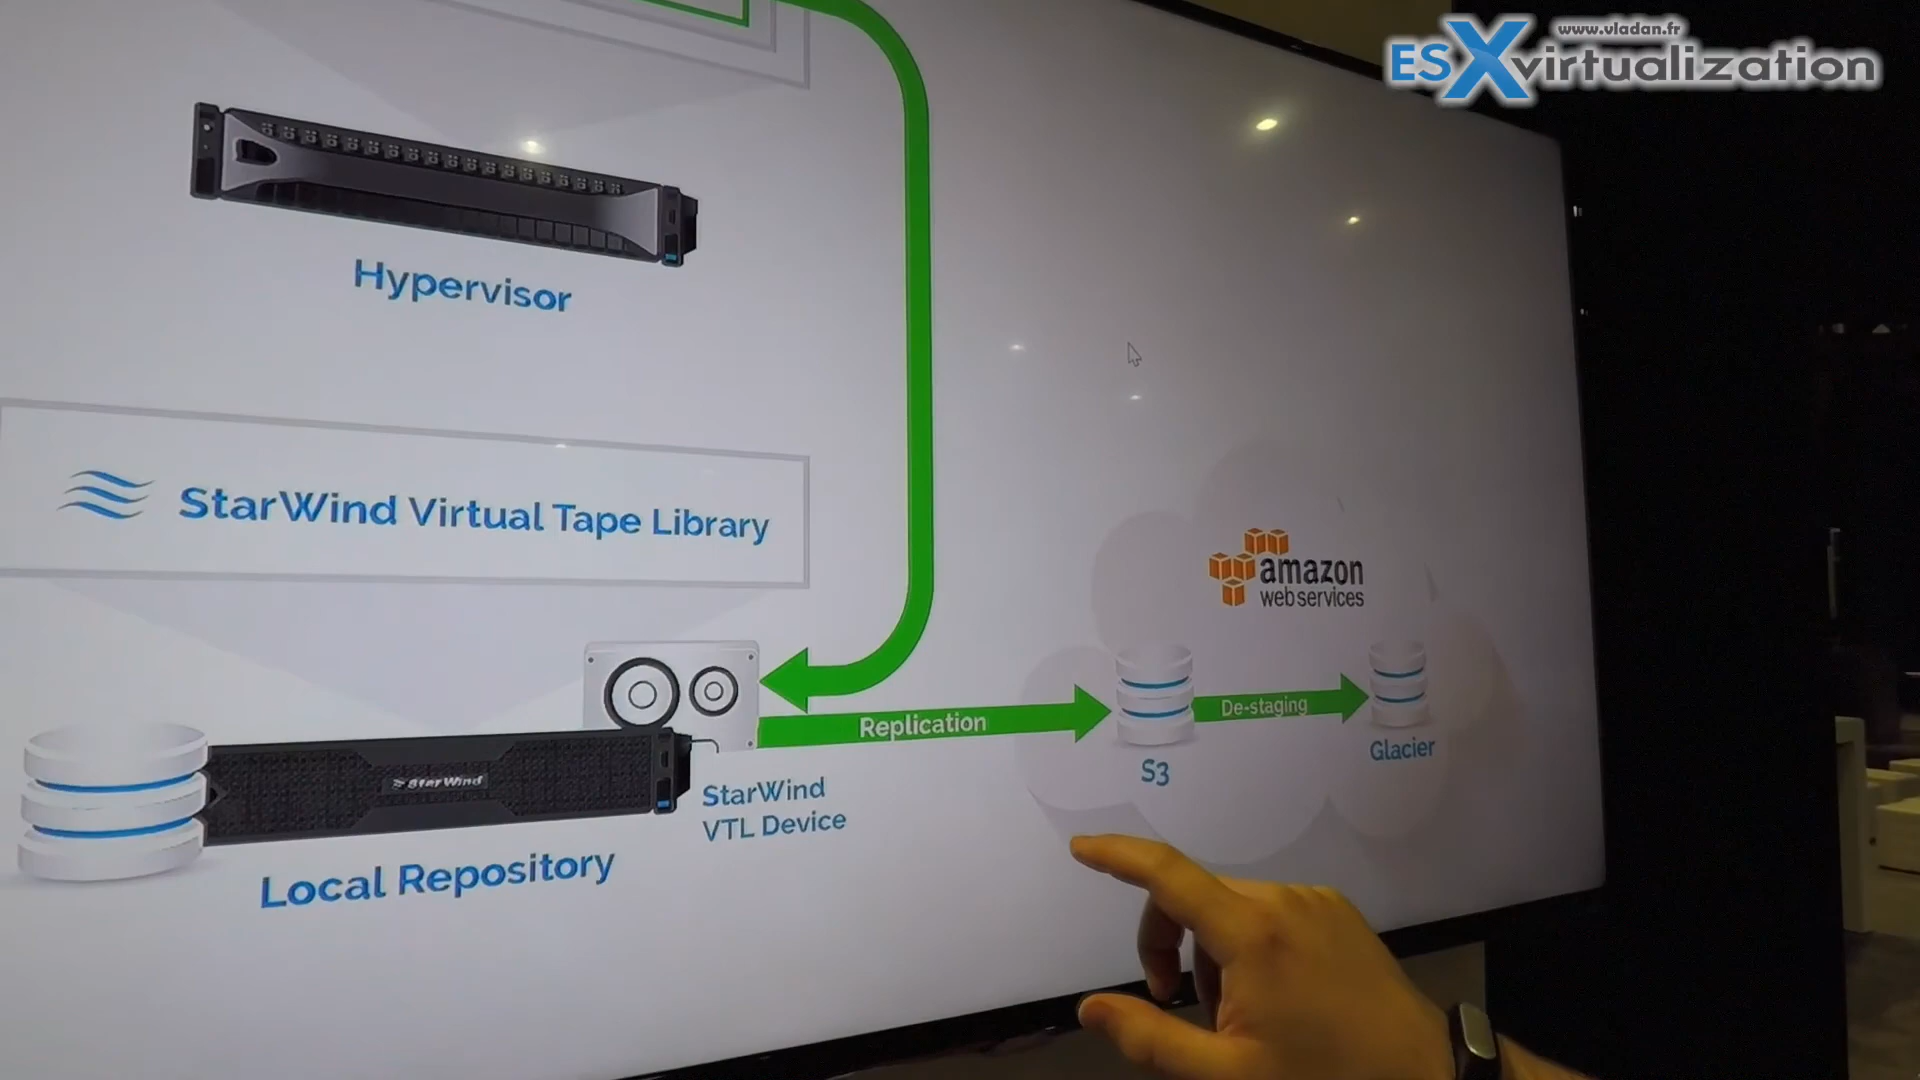 www.vladan.fr
ESXvirtualization
Hypervisor
StarWind Virtual Tape Library
amazon
web services
Replication
De-staging
S3
Glacier
StarWind
StarWind
VTL Device
Local Repository